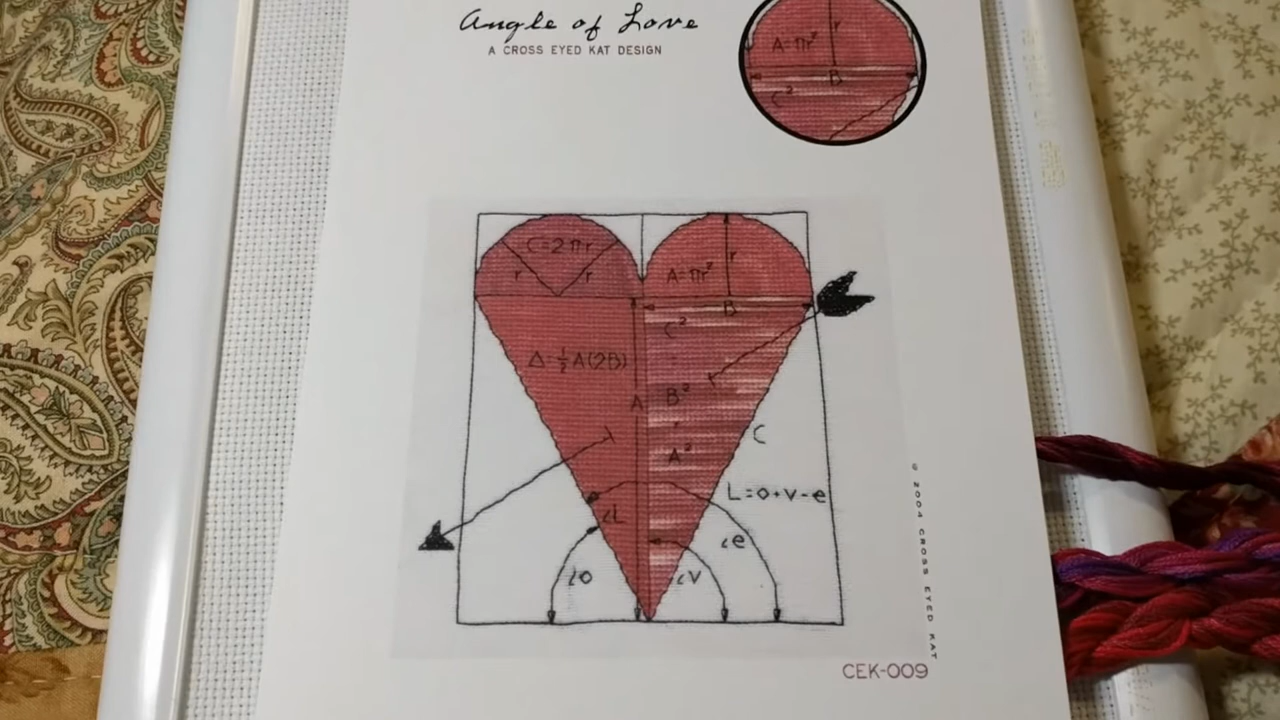 Angle of Love
A CROSS EYED KAT DESIGN
r
A=πr²
B
C²
C=2πr
r
r
A=πr²
r
B
C²
Δ=½A(2B)
A
B²
A²
C
L=o+v-e
∠L
∠e
∠o
∠v
© 2004 CROSS EYED KAT
CEK-009